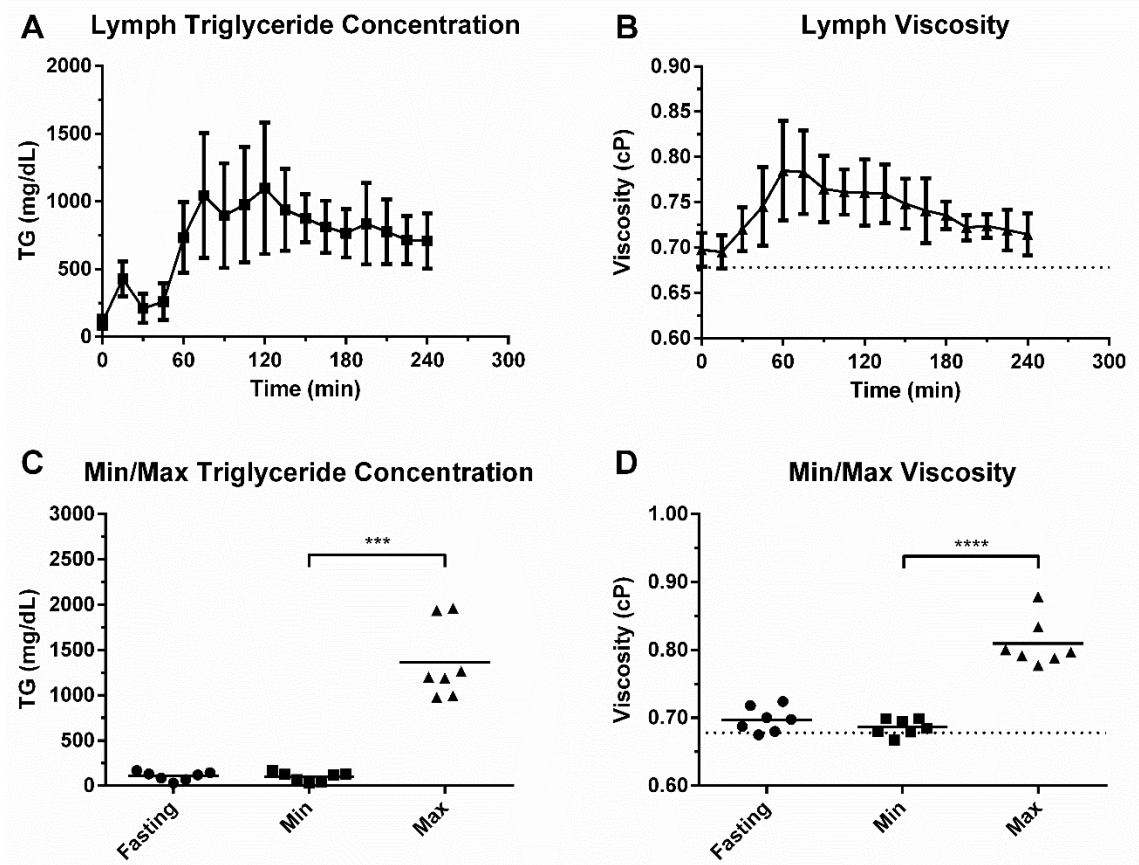 A Lymph Triglyceride Concentration
2000
1500
1000
500
0
TG (mg/dL)
0 60 120 180 240 300
Time (min)
B Lymph Viscosity
0.90
0.85
0.80
0.75
0.70
0.65
0.60
Viscosity (cP)
0 60 120 180 240 300
Time (min)
C Min/Max Triglyceride Concentration
3000
2500
2000
1500
1000
500
0
TG (mg/dL)
***
Fasting Min Max
D Min/Max Viscosity
1.00
0.90
0.80
0.70
0.60
Viscosity (cP)
****
Fasting Min Max